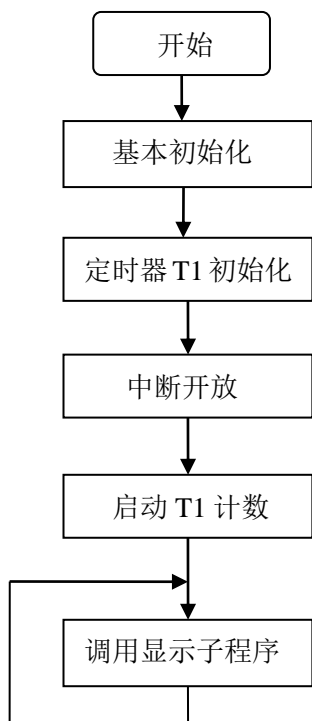 开始
基本初始化
定时器 T1 初始化
中断开放
启动 T1 计数
调用显示子程序